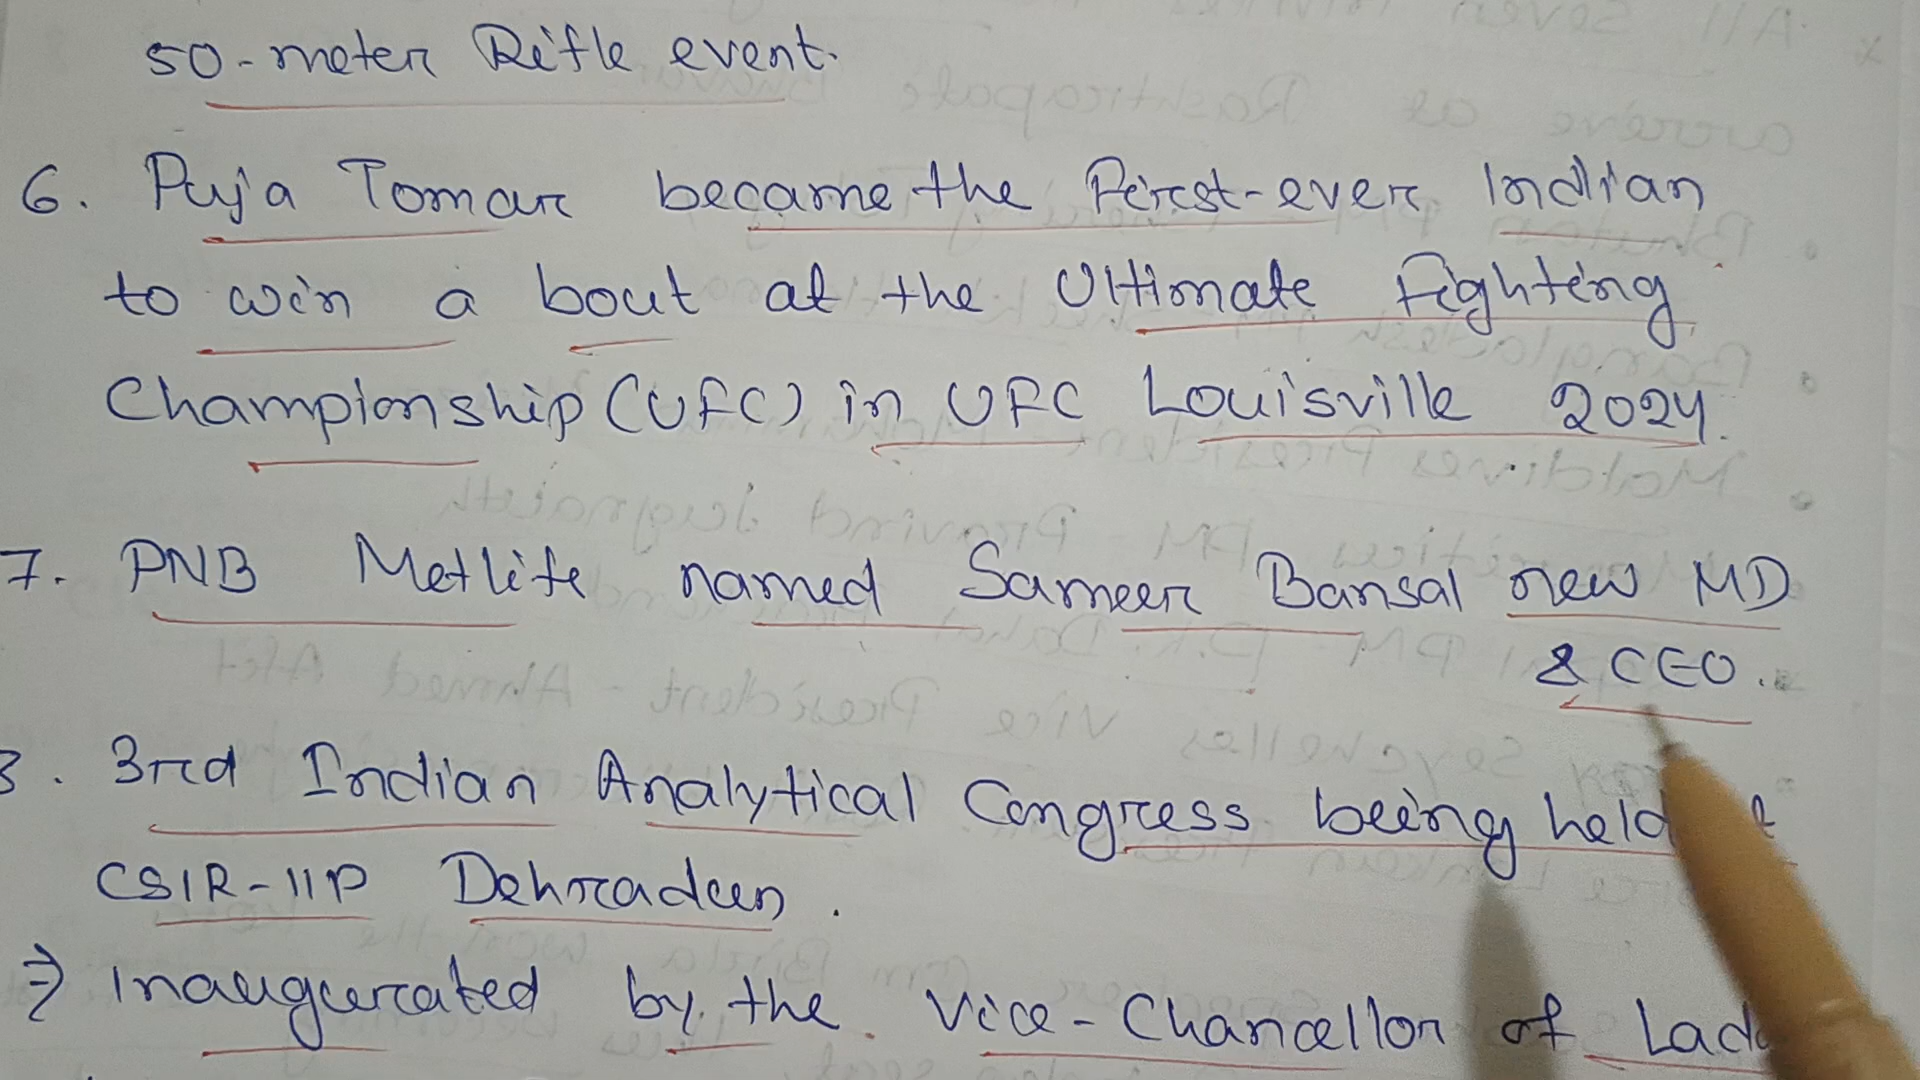 50-meter Rifle event.
6. Puja Tomar became the First-ever Indian
to win a bout at the Ultimate Fighting
Championship (UFC) in UFC Louisville 2024.
7. PNB Metlife named Sameer Bansal new MD
& CEO.
3rd Indian Analytical Congress being held
CSIR-IIP Dehradun.
⇒ Inaugurated by the Vice-Chancellor of